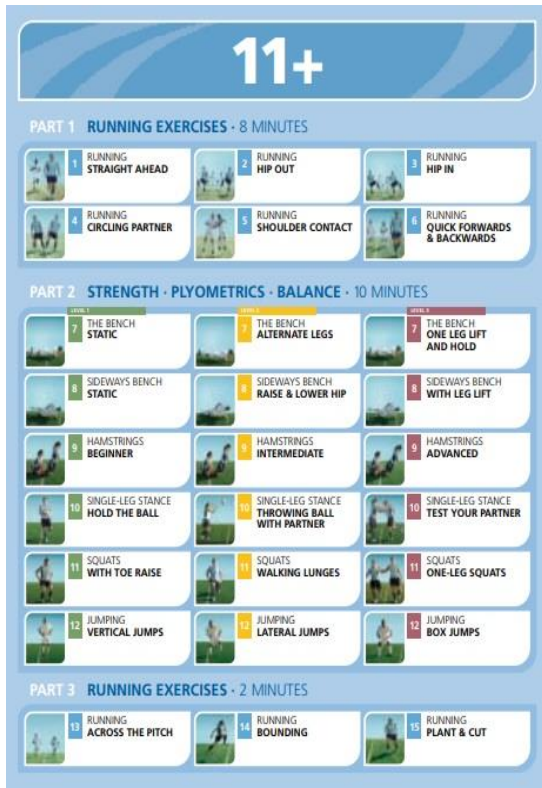 11+
PART 1 RUNNING EXERCISES · 8 MINUTES
1 RUNNING
STRAIGHT AHEAD
2 RUNNING
HIP OUT
3 RUNNING
HIP IN
4 RUNNING
CIRCLING PARTNER
5 RUNNING
SHOULDER CONTACT
6 RUNNING
QUICK FORWARDS
& BACKWARDS
PART 2 STRENGTH · PLYOMETRICS · BALANCE · 10 MINUTES
LEVEL 1
LEVEL 2
LEVEL 3
7 THE BENCH
STATIC
7 THE BENCH
ALTERNATE LEGS
7 THE BENCH
ONE LEG LIFT
AND HOLD
8 SIDEWAYS BENCH
STATIC
8 SIDEWAYS BENCH
RAISE & LOWER HIP
8 SIDEWAYS BENCH
WITH LEG LIFT
9 HAMSTRINGS
BEGINNER
9 HAMSTRINGS
INTERMEDIATE
9 HAMSTRINGS
ADVANCED
10 SINGLE-LEG STANCE
HOLD THE BALL
10 SINGLE-LEG STANCE
THROWING BALL
WITH PARTNER
10 SINGLE-LEG STANCE
TEST YOUR PARTNER
11 SQUATS
WITH TOE RAISE
11 SQUATS
WALKING LUNGES
11 SQUATS
ONE-LEG SQUATS
12 JUMPING
VERTICAL JUMPS
12 JUMPING
LATERAL JUMPS
12 JUMPING
BOX JUMPS
PART 3 RUNNING EXERCISES · 2 MINUTES
13 RUNNING
ACROSS THE PITCH
14 RUNNING
BOUNDING
15 RUNNING
PLANT & CUT